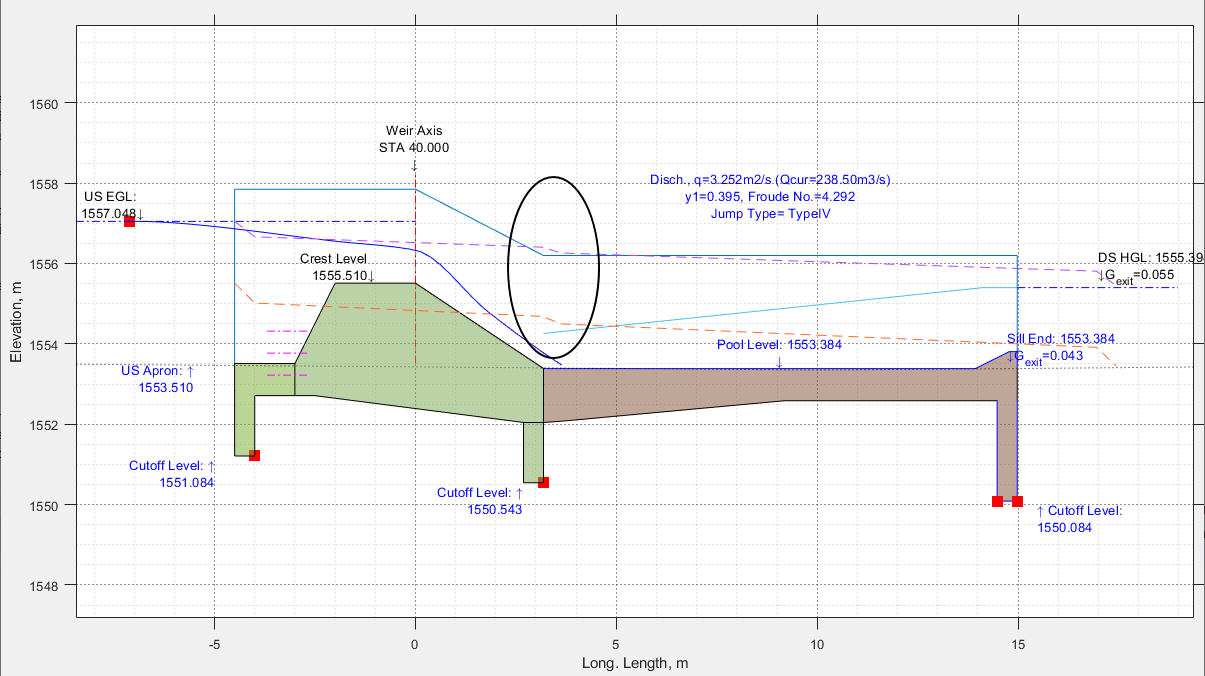 Elevation, m
1560
1558
1556
1554
1552
1550
1548
Weir Axis
STA 40.000
↓
US EGL:
1557.048↓
Disch., q=3.252m2/s (Qcur=238.50m3/s)
y1=0.395, Froude No.=4.292
Jump Type= TypeIV
Crest Level
1555.510↓
DS HGL: 1555.39
↓Gexit=0.055
Sill End: 1553.384
↓Gexit=0.043
Pool Level: 1553.384
↓
US Apron: ↑
1553.510
Cutoff Level: ↑
1551.084
Cutoff Level: ↑
1550.543
↑ Cutoff Level:
1550.084
-5
0
5
10
15
Long. Length, m